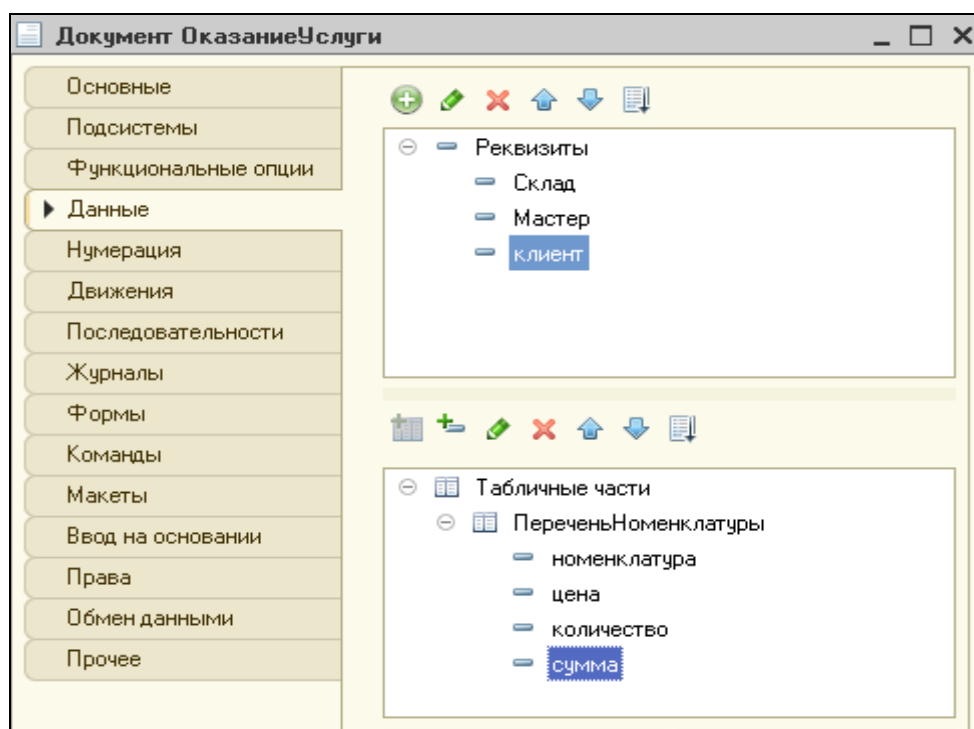 Документ ОказаниеУслуги
Основные
Подсистемы
Функциональные опции
Данные
Нумерация
Движения
Последовательности
Журналы
Формы
Команды
Макеты
Ввод на основании
Права
Обмен данными
Прочее
Реквизиты
Склад
Мастер
клиент
Табличные части
ПереченьНоменклатуры
номенклатура
цена
количество
сумма